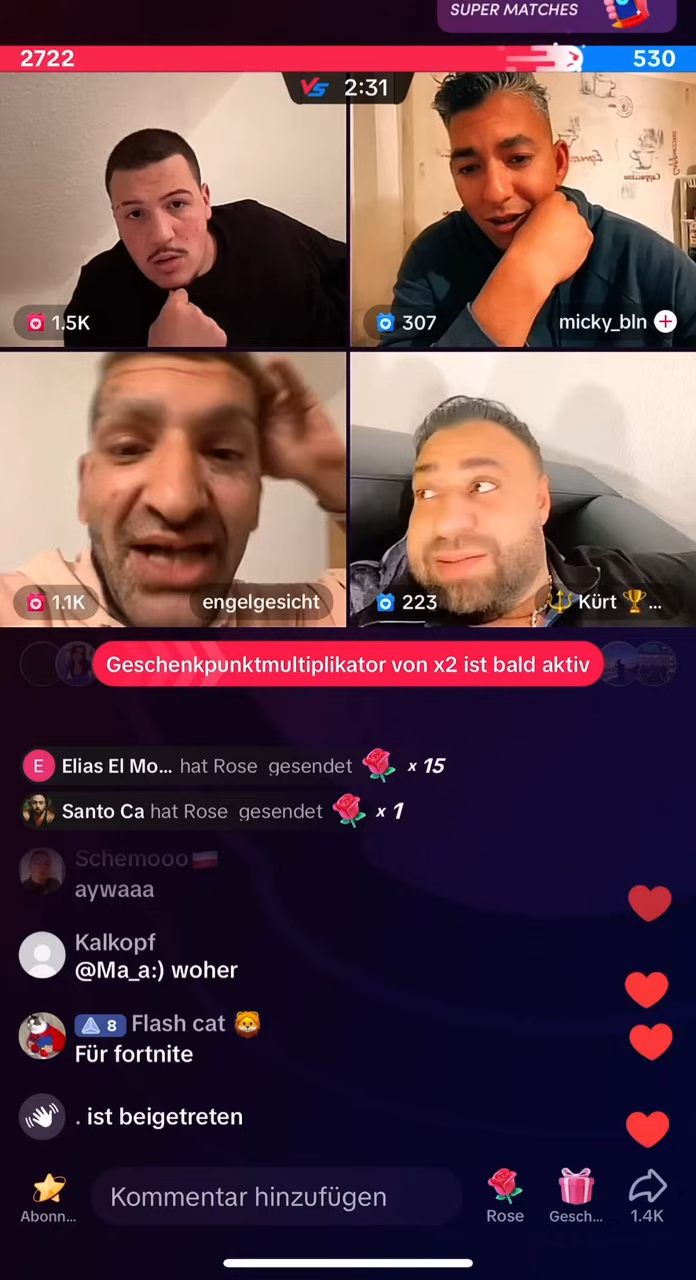 SUPER MATCHES
2722
530
VS 2:31
1.5K
307
micky_bln
1.1K
engelgesicht
223
🔱 Kürt 🏆...
Geschenkpunktmultiplikator von x2 ist bald aktiv
E Elias El Mo... hat Rose gesendet x 15
Santo Ca hat Rose gesendet x 1
Schemooo🇵🇱
aywaaa
Kalkopf
@Ma_a:) woher
8 Flash cat 🦁
Für fortnite
. ist beigetreten
Kommentar hinzufügen
Abonn...
Rose
Gesch...
1.4K